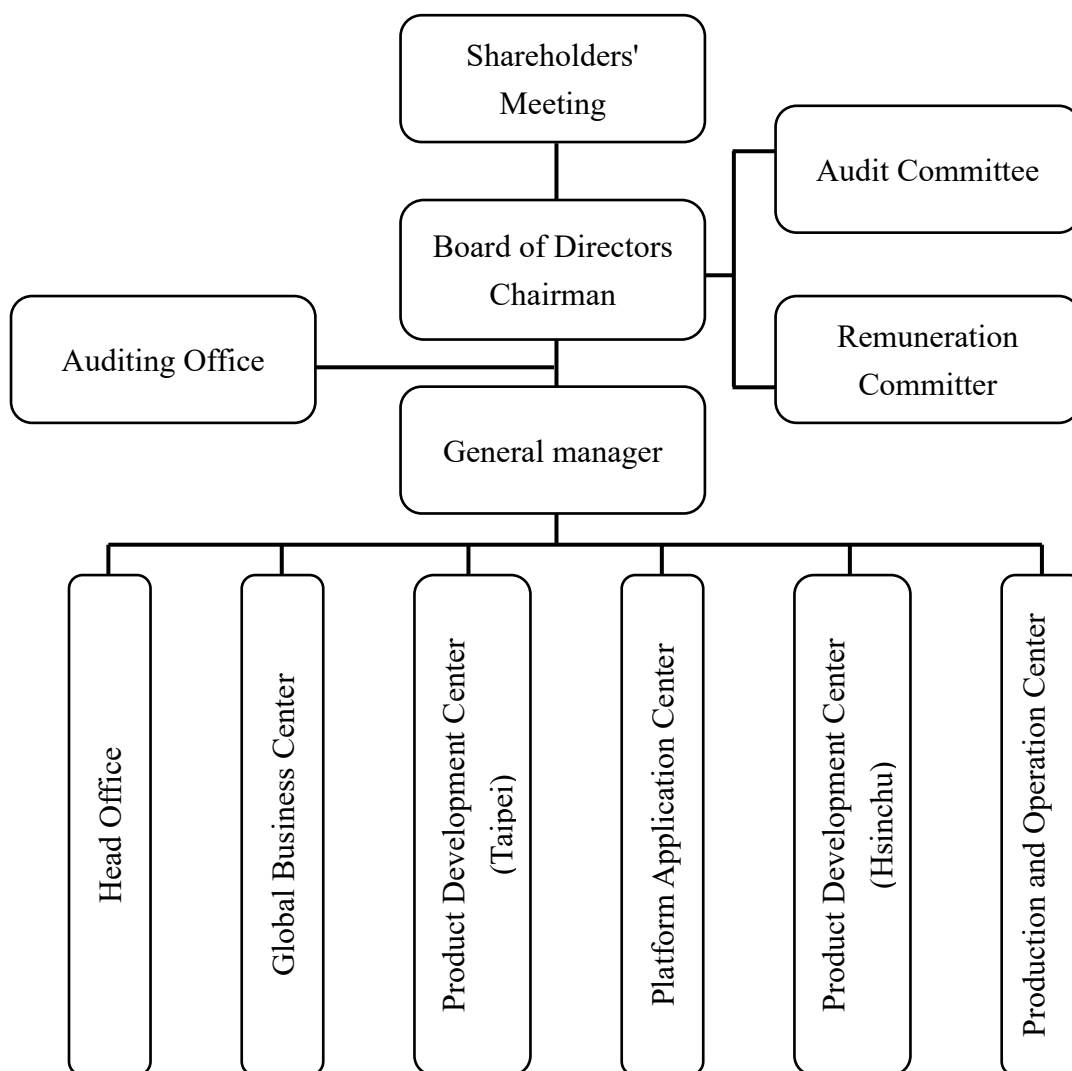 Shareholders'
Meeting
Audit Committee
Board of Directors
Chairman
Auditing Office
Remuneration
Committer
General manager
Head Office
Global Business Center
Product Development Center
(Taipei)
Platform Application Center
Product Development Center
(Hsinchu)
Production and Operation Center